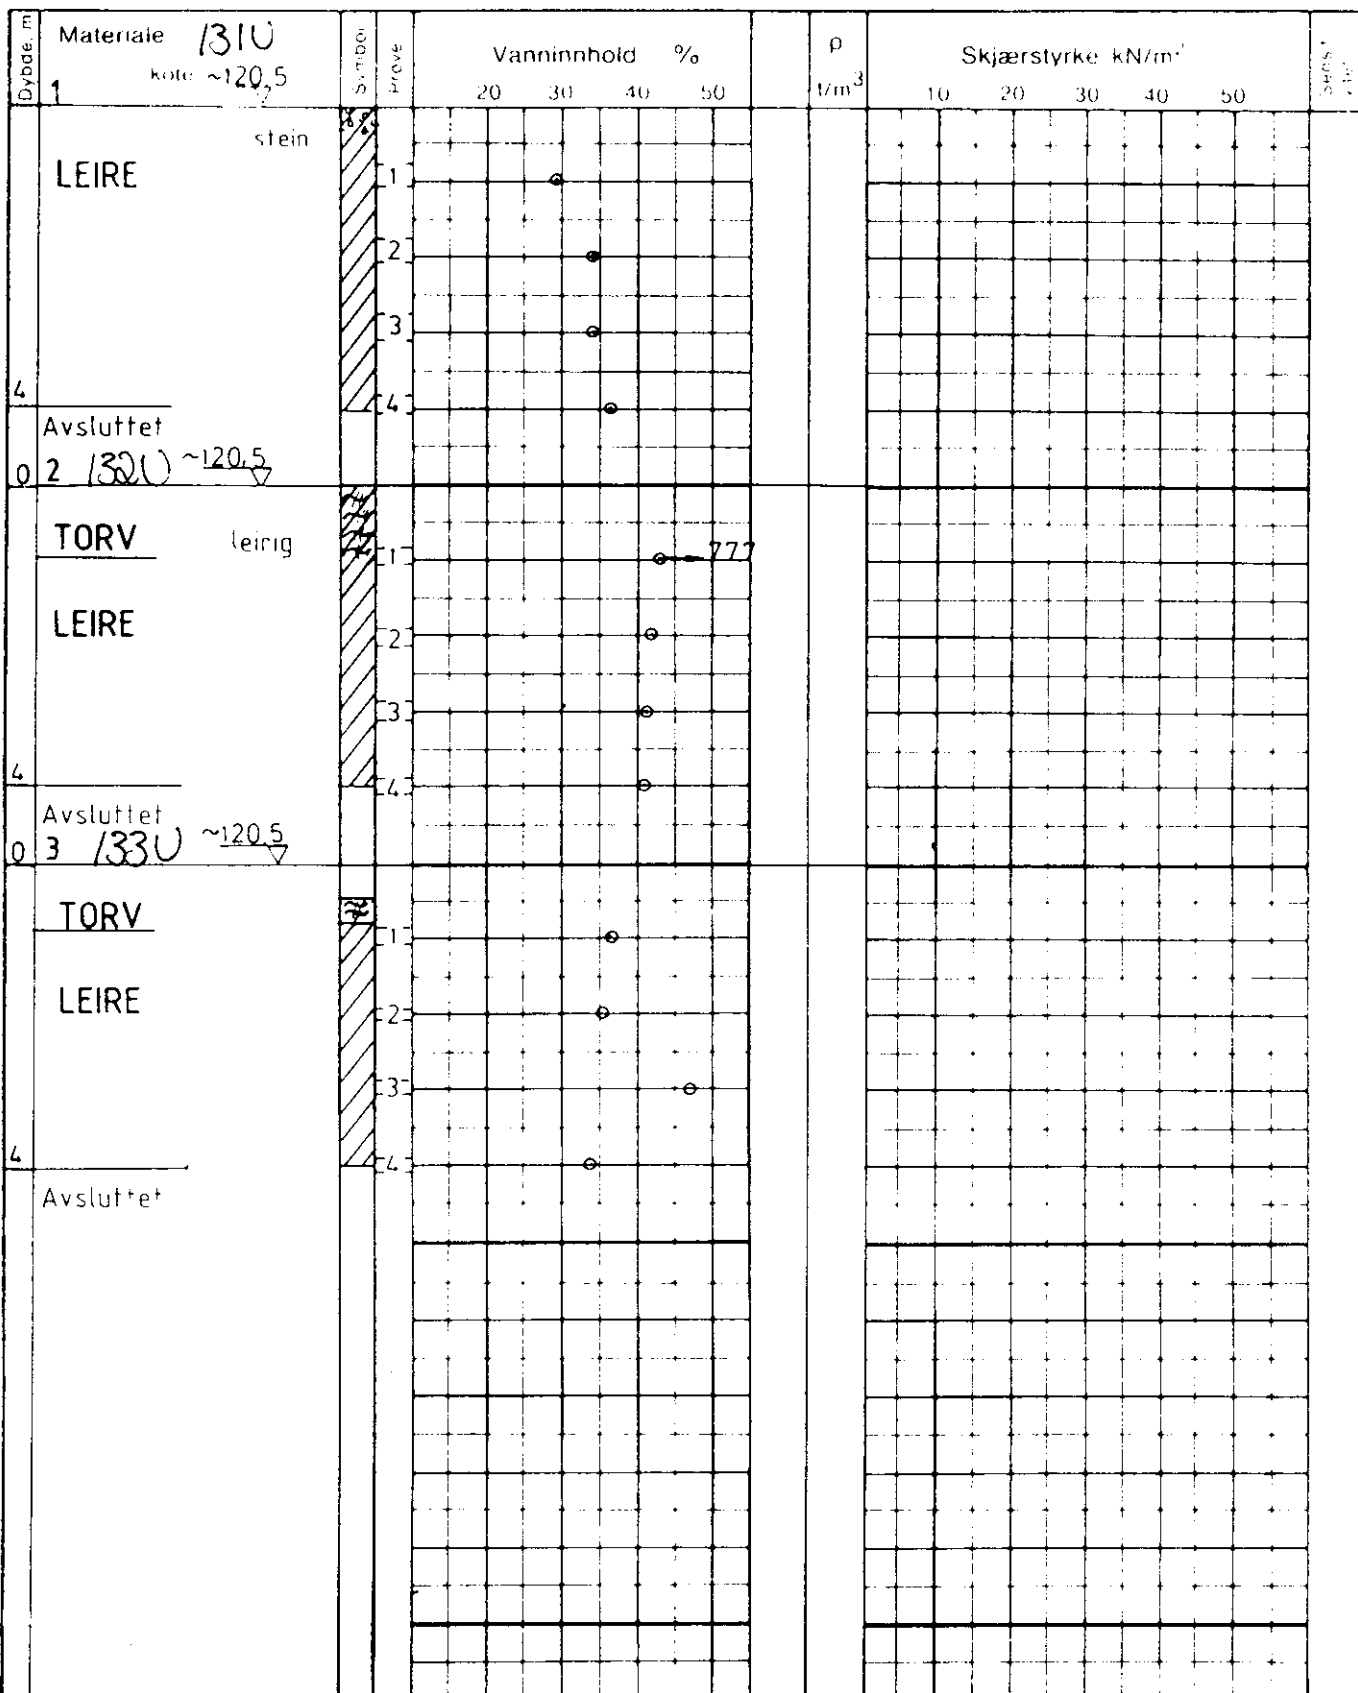 Dybde, m
Materiale 131U
kote ~120,5
1
Symbol
Prøve
Vanninnhold %
20 30 40 50
ρ
t/m³
Skjærstyrke kN/m²
10 20 30 40 50
stein
LEIRE
1
2
3
4
4
Avsluttet
0 2 132U ~120,5
TORV leirig
1
777
LEIRE
2
3
4
4
Avsluttet
0 3 133U ~120,5
TORV
1
LEIRE
2
3
4
4
Avsluttet